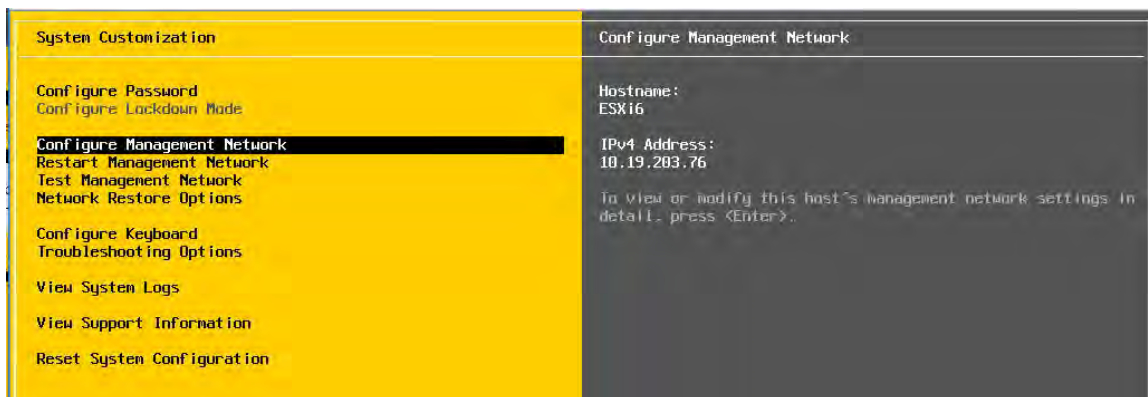 System Customization
Configure Password
Configure Lockdown Mode
Configure Management Network
Restart Management Network
Test Management Network
Network Restore Options
Configure Keyboard
Troubleshooting Options
View System Logs
View Support Information
Reset System Configuration
Configure Management Network
Hostname:
ESXi6
IPv4 Address:
10.19.203.76
To view or modify this host's management network settings in
detail, press <Enter>.